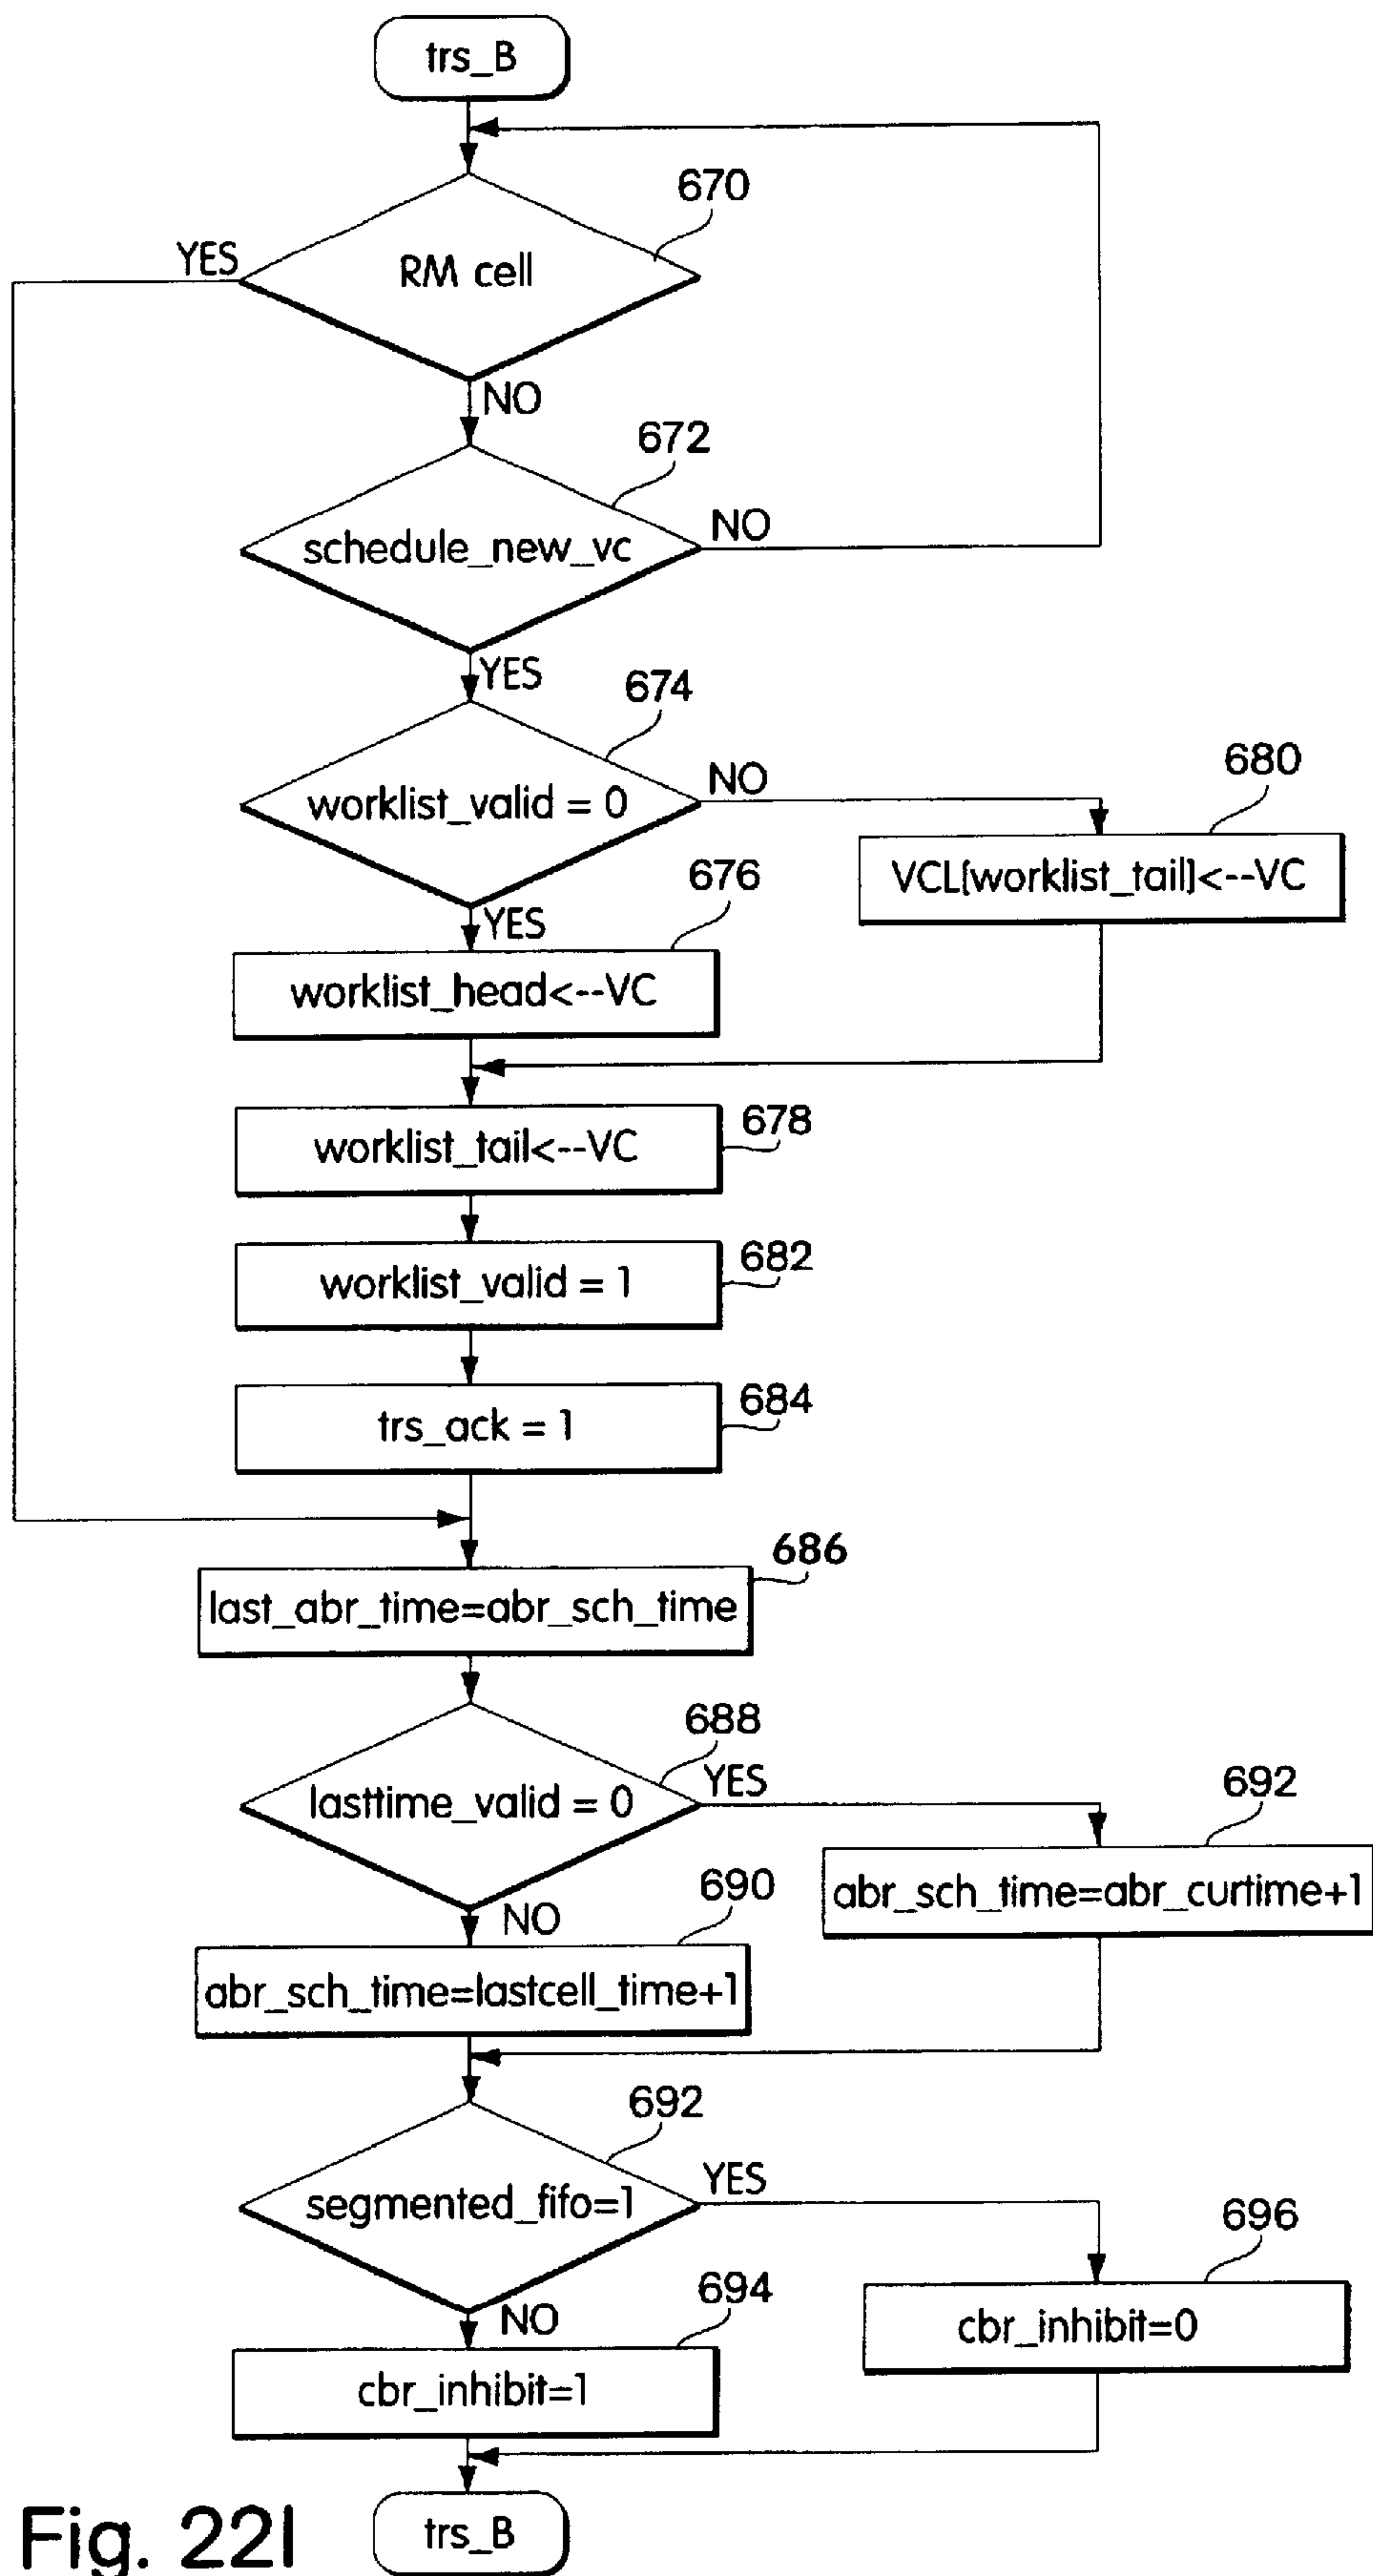 trs_B
670
YES
RM cell
NO
672
schedule_new_vc
NO
YES
674
worklist_valid = 0
NO
680
VCL[worklist_tail]<--VC
676
YES
worklist_head<--VC
678
worklist_tail<--VC
682
worklist_valid = 1
684
trs_ack = 1
686
last_abr_time=abr_sch_time
688
lasttime_valid = 0
YES
692
abr_sch_time=abr_curtime+1
690
NO
abr_sch_time=lastcell_time+1
692
segmented_fifo=1
YES
696
cbr_inhibit=0
694
NO
cbr_inhibit=1
trs_B
Fig. 22I